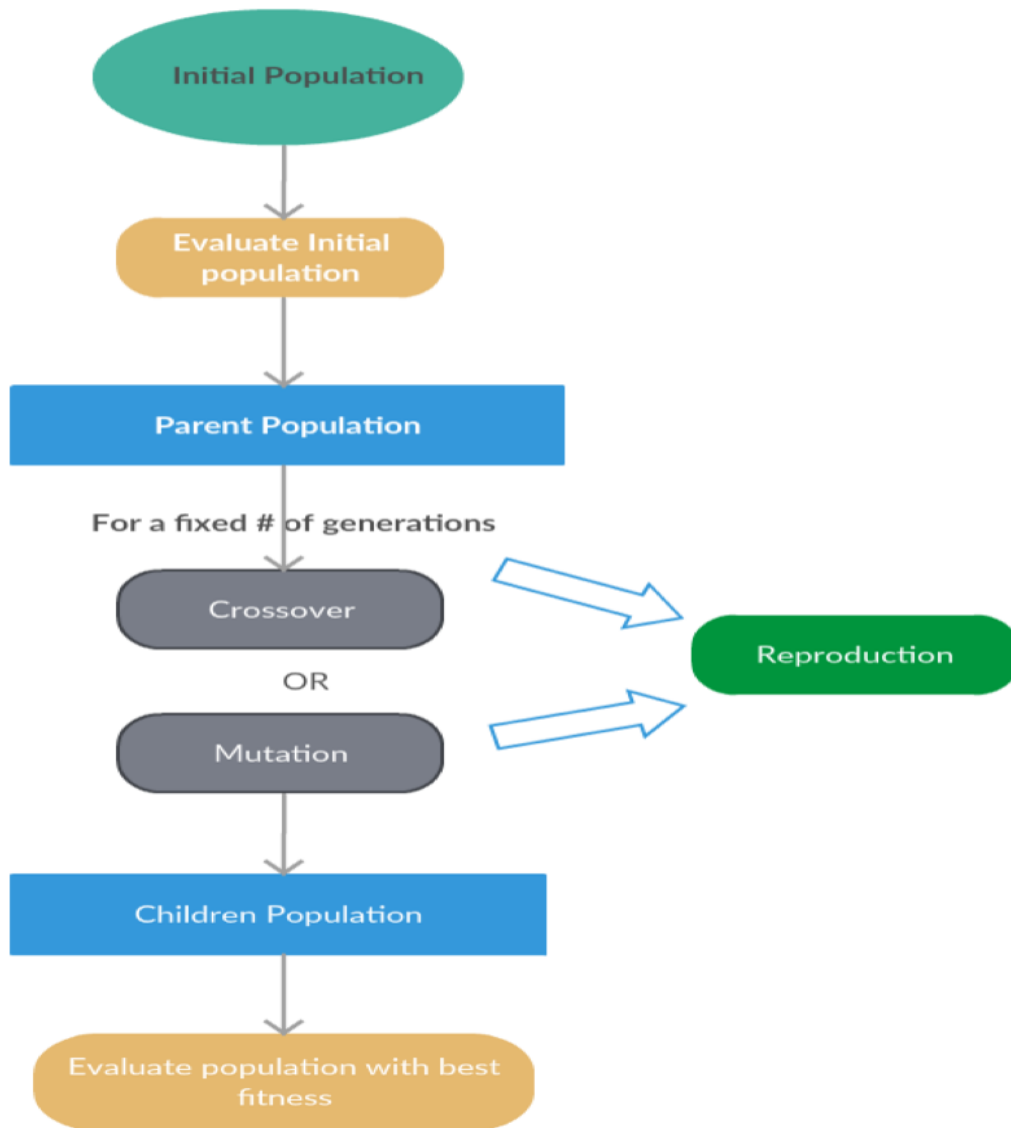 Initial Population
Evaluate Initial
population
Parent Population
For a fixed # of generations
Crossover
Reproduction
OR
Mutation
Children Population
Evaluate population with best
fitness